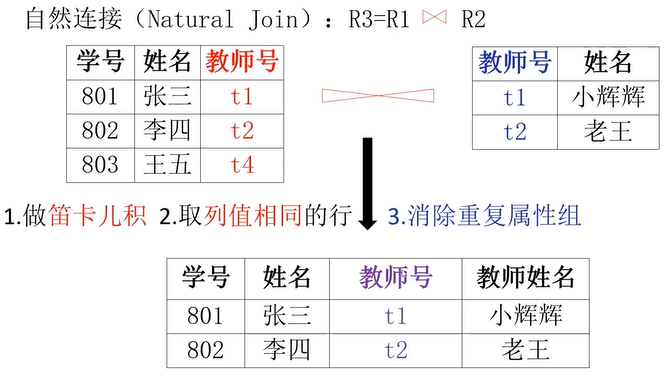 自然连接（Natural Join）：R3=R1 ⋈ R2
学号 姓名 教师号
801 张三 t1
802 李四 t2
803 王五 t4
教师号 姓名
t1 小辉辉
t2 老王
1.做笛卡儿积 2.取列值相同的行 3.消除重复属性组
学号 姓名 教师号 教师姓名
801 张三 t1 小辉辉
802 李四 t2 老王